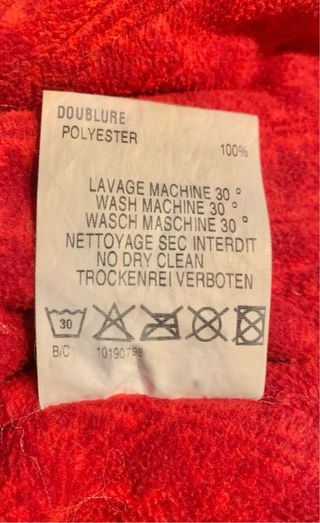 DOUBLURE
POLYESTER
100%
LAVAGE MACHINE 30 °
WASH MACHINE 30 °
WASCH MASCHINE 30 °
NETTOYAGE SEC INTERDIT
NO DRY CLEAN
TROCKENREI VERBOTEN
30
B/C 10190798